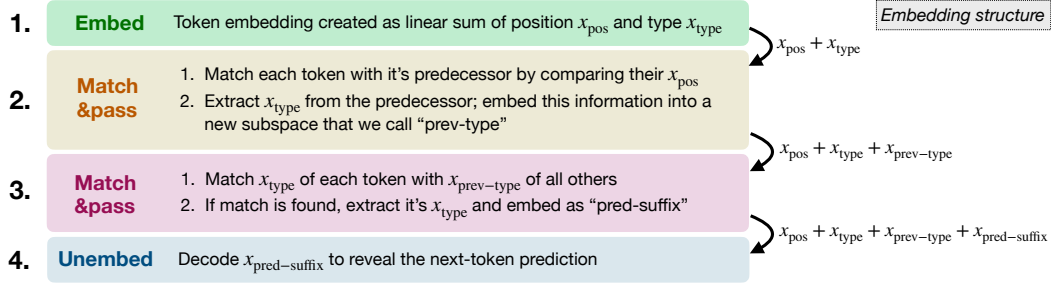 Embedding structure
1. Embed Token embedding created as linear sum of position x_pos and type x_type
x_pos + x_type
2. Match &pass
1. Match each token with it's predecessor by comparing their x_pos
2. Extract x_type from the predecessor; embed this information into a
new subspace that we call “prev-type”
x_pos + x_type + x_prev−type
3. Match &pass
1. Match x_type of each token with x_prev−type of all others
2. If match is found, extract it's x_type and embed as “pred-suffix”
x_pos + x_type + x_prev−type + x_pred−suffix
4. Unembed Decode x_pred−suffix to reveal the next-token prediction